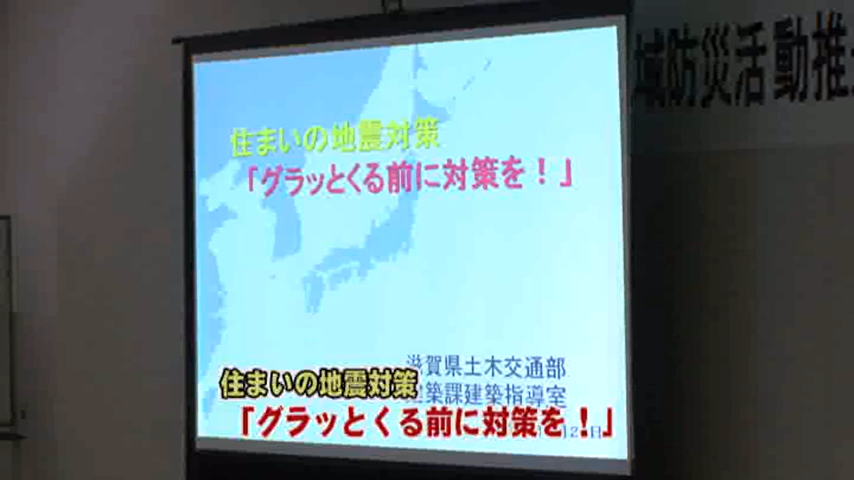 域防災活動推
住まいの地震対策
「グラッとくる前に対策を！」
滋賀県土木交通部
建築課建築指導室
住まいの地震対策
「グラッとくる前に対策を！」